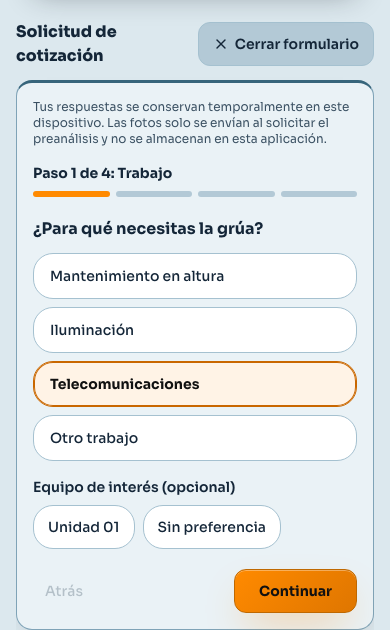 Solicitud de
cotización
× Cerrar formulario
Tus respuestas se conservan temporalmente en este
dispositivo. Las fotos solo se envían al solicitar el
preanálisis y no se almacenan en esta aplicación.
Paso 1 de 4: Trabajo
¿Para qué necesitas la grúa?
Mantenimiento en altura
Iluminación
Telecomunicaciones
Otro trabajo
Equipo de interés (opcional)
Unidad 01
Sin preferencia
Atrás
Continuar